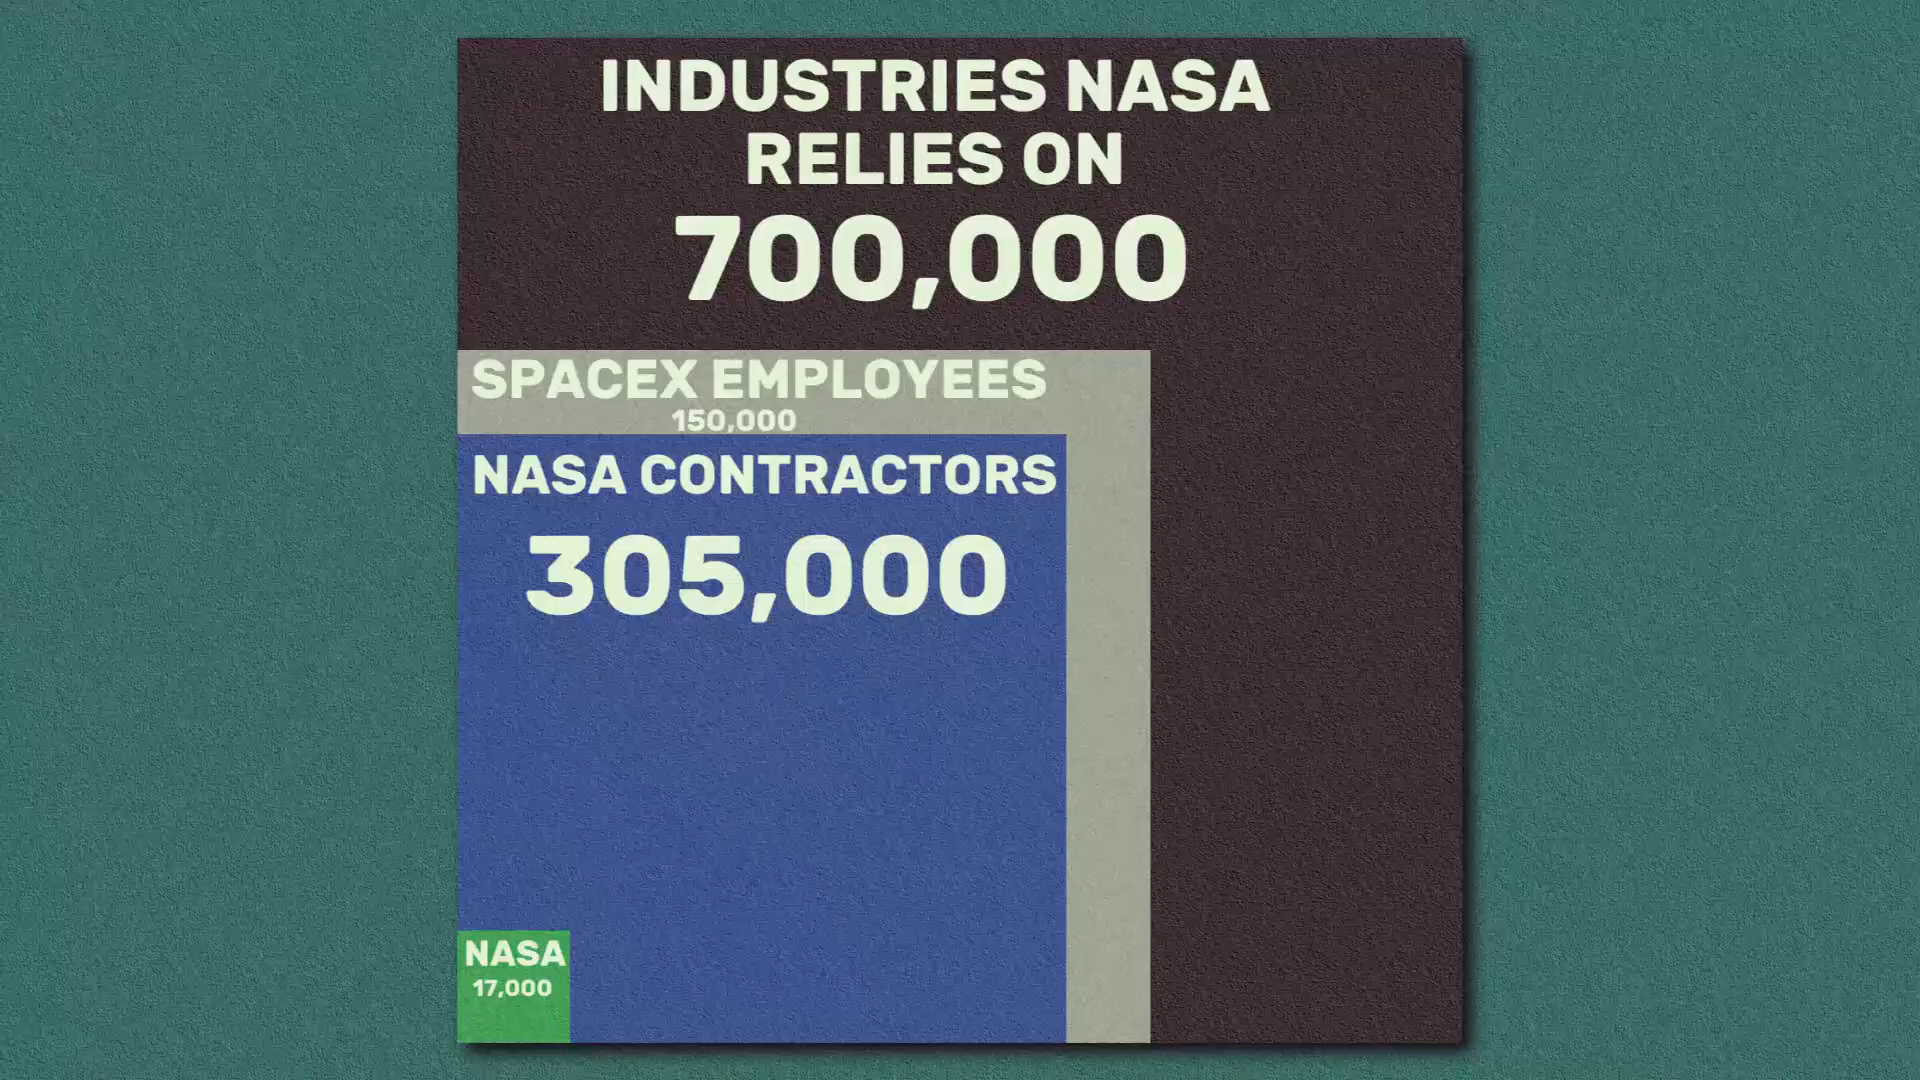 INDUSTRIES NASA
RELIES ON
700,000
SPACEX EMPLOYEES
150,000
NASA CONTRACTORS
305,000
NASA
17,000